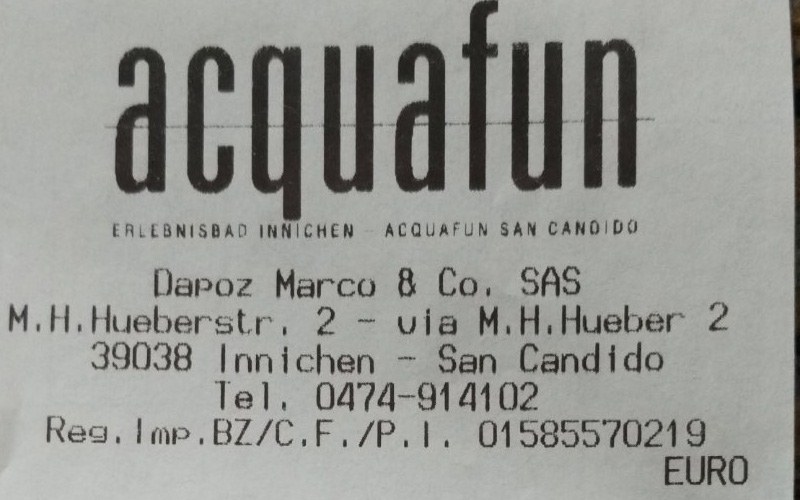 acquafun
ERLEBNISBAD INNICHEN - ACQUAFUN SAN CANDIDO
Dapoz Marco & Co. SAS
M.H.Hueberstr. 2 - via M.H.Hueber 2
39038 Innichen - San Candido
Tel. 0474-914102
Reg.Imp.BZ/C.F./P.I. 01585570219
EURO